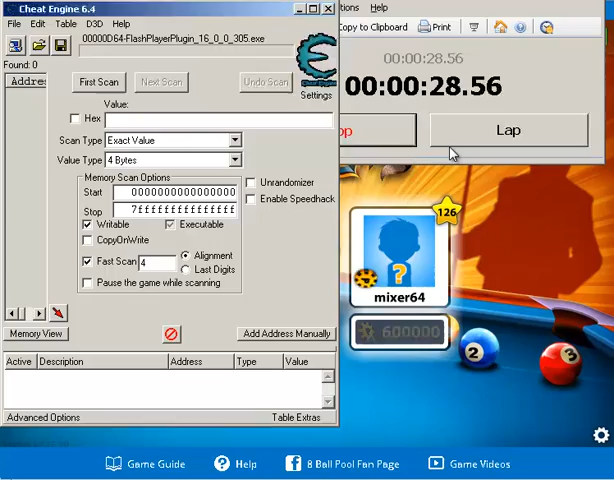 Cheat Engine 6.4
File Edit Table D3D Help
00000D64-FlashPlayerPlugin_16_0_0_305.exe
Found: 0
Addres
First Scan
Next Scan
Undo Scan
Cheat Engine
Settings
Value:
Hex
Scan Type Exact Value
Value Type 4 Bytes
Memory Scan Options
Start 0000000000000000
Stop 7fffffffffffffff
Unrandomizer
Enable Speedhack
Writable
Executable
CopyOnWrite
Fast Scan 4
Alignment
Last Digits
Pause the game while scanning
Memory View
Add Address Manually
Active Description Address Type Value
Advanced Options
Table Extras
tions Help
Copy to Clipboard
Print
00:00:28.56
00:00:28.56
op
Lap
126
?
mixer64
600000
2
3
Game Guide
Help
8 Ball Pool Fan Page
Game Videos